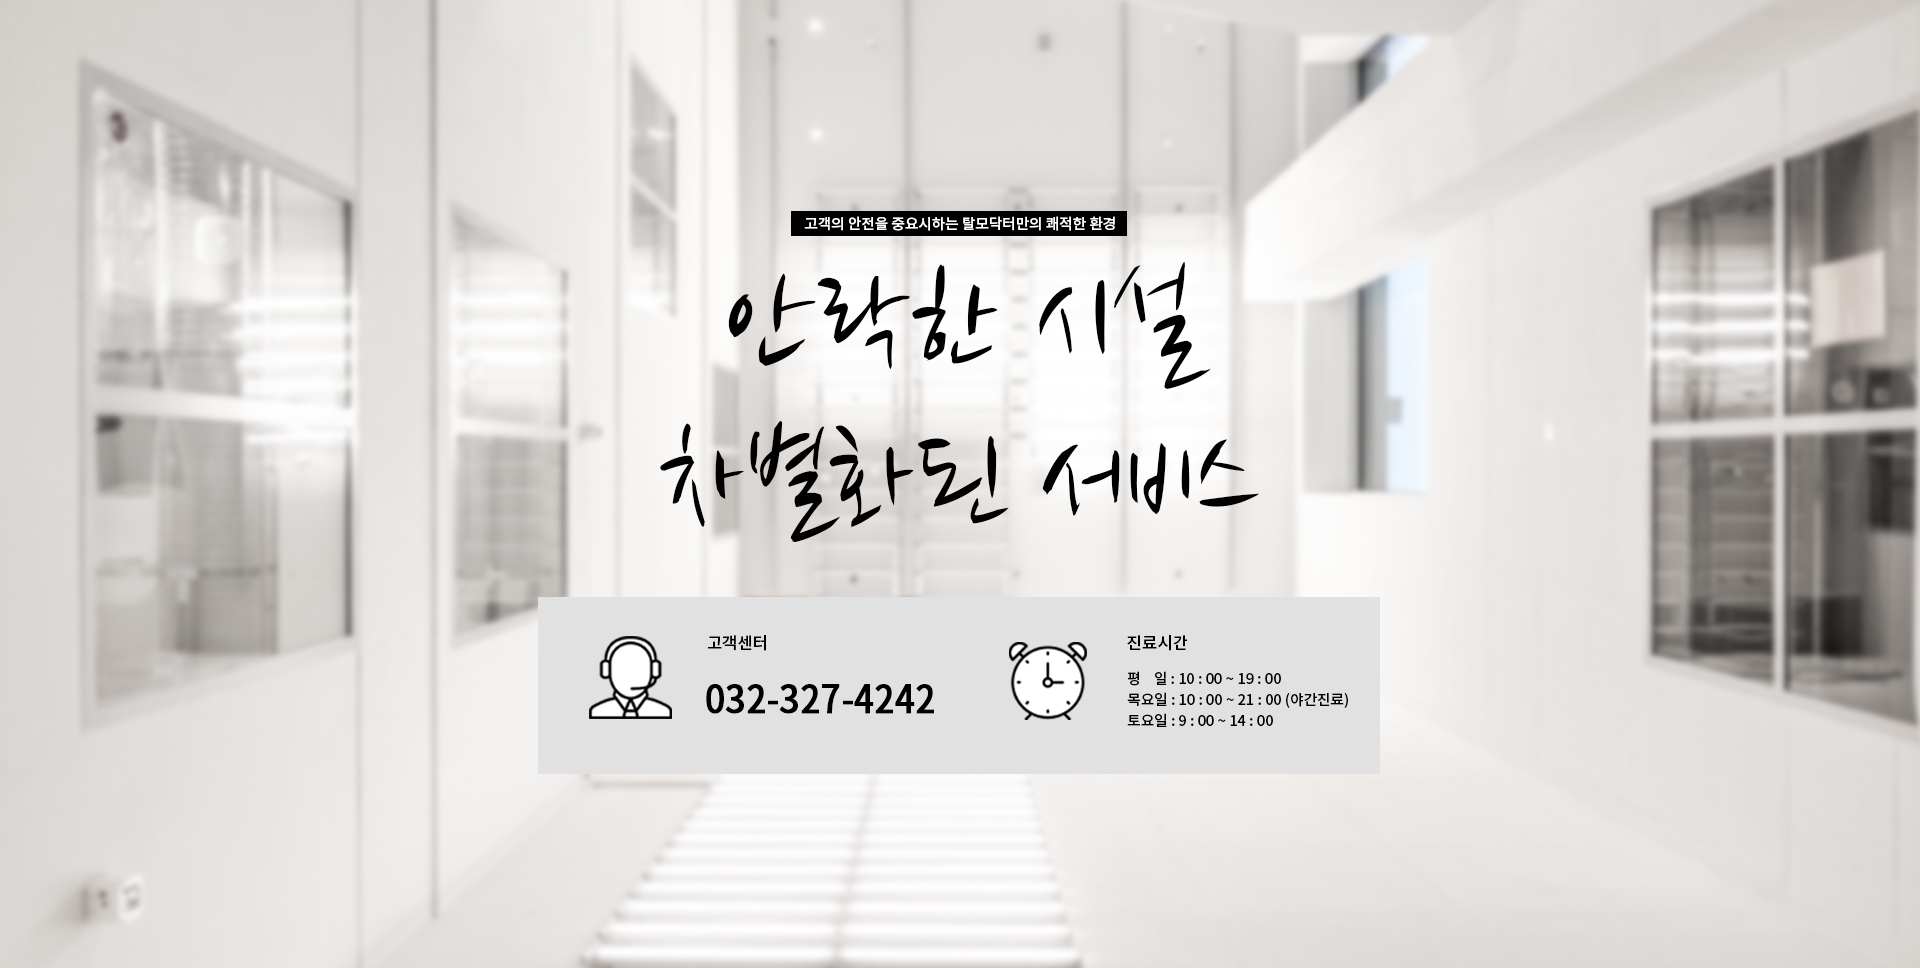 고객의 안전을 중요시하는 탈모닥터만의 쾌적한 환경
안락한 시설
차별화된 서비스
고객센터
032-327-4242
진료시간
평 일 : 10 : 00 ~ 19 : 00
목요일 : 10 : 00 ~ 21 : 00 (야간진료)
토요일 : 9 : 00 ~ 14 : 00